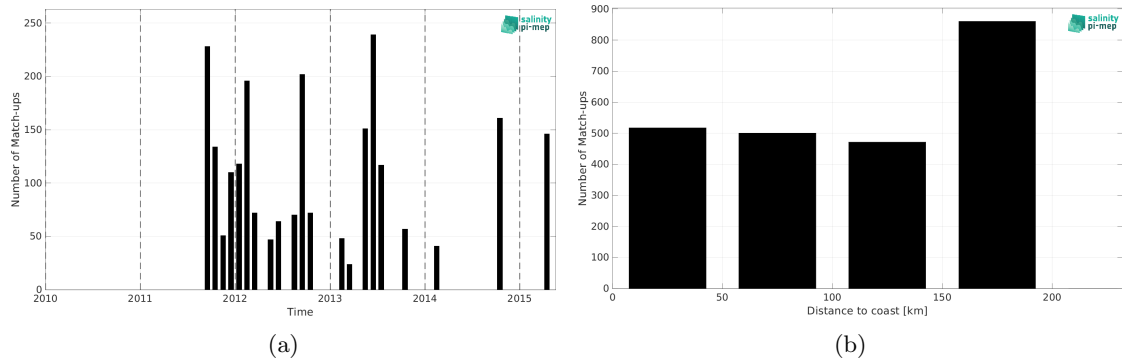 250
200
150
100
50
0
Number of Match-ups
2010
2011
2012
2013
2014
2015
Time
salinity
pi-mep
(a)
900
800
700
600
500
400
300
200
100
0
Number of Match-ups
0
50
100
150
200
Distance to coast [km]
salinity
pi-mep
(b)